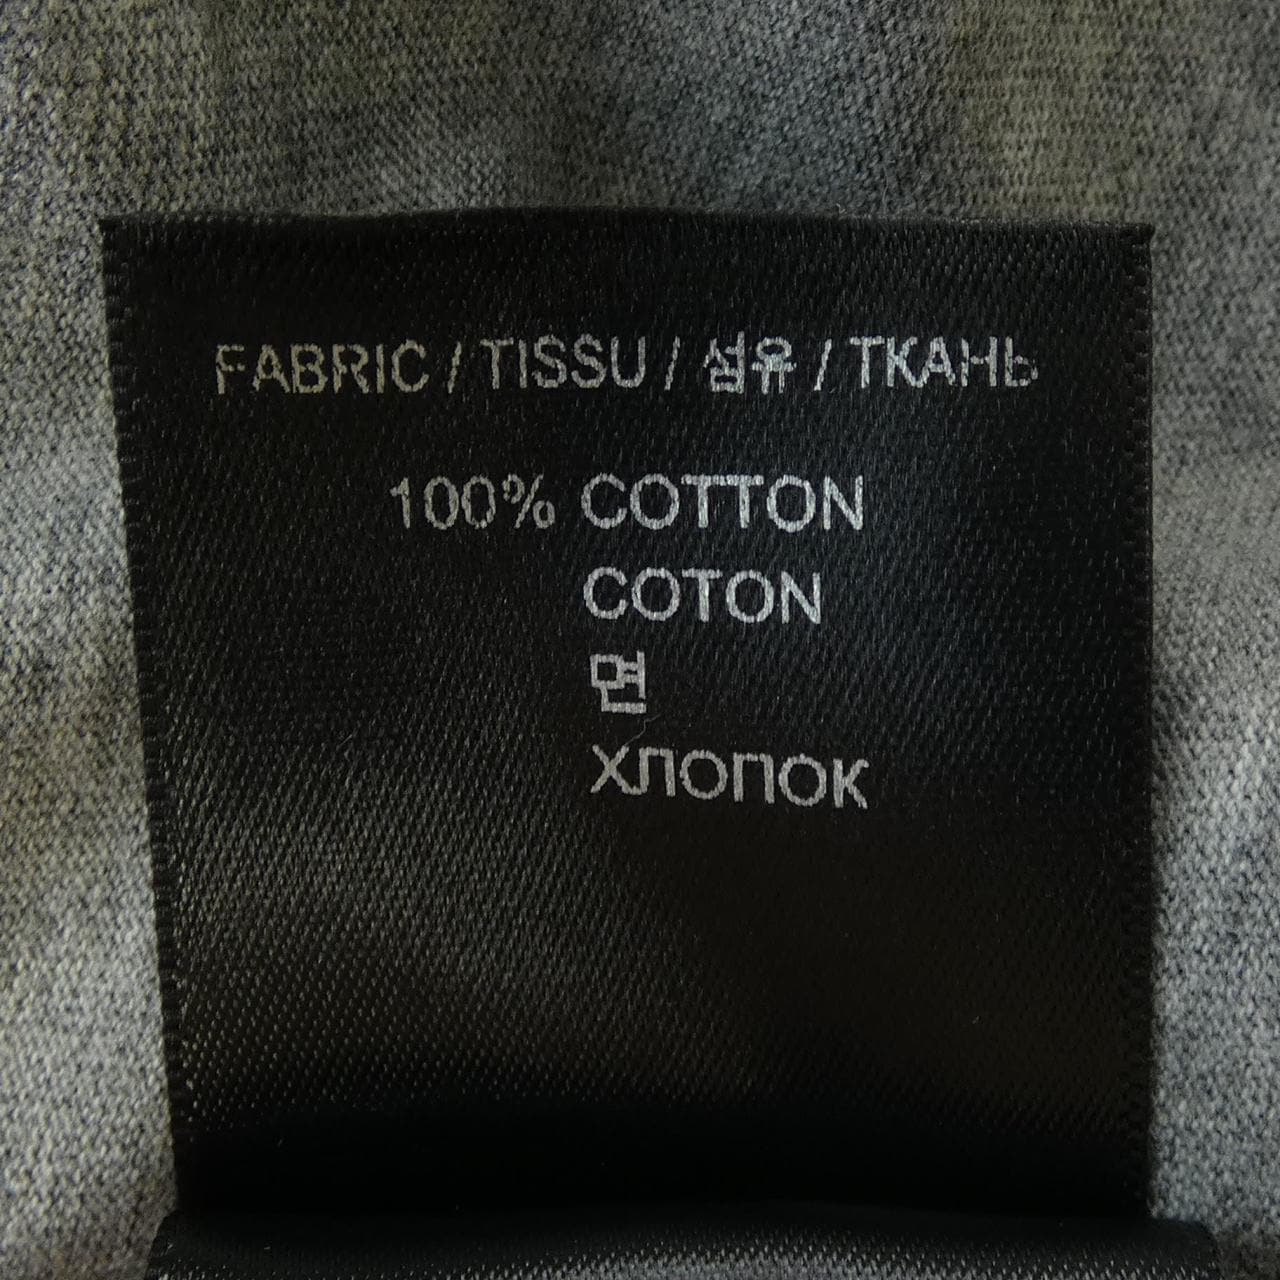 FABRIC / TISSU / 섬유 / ТКАНЬ
100% COTTON
COTON
면
ХЛОПОК